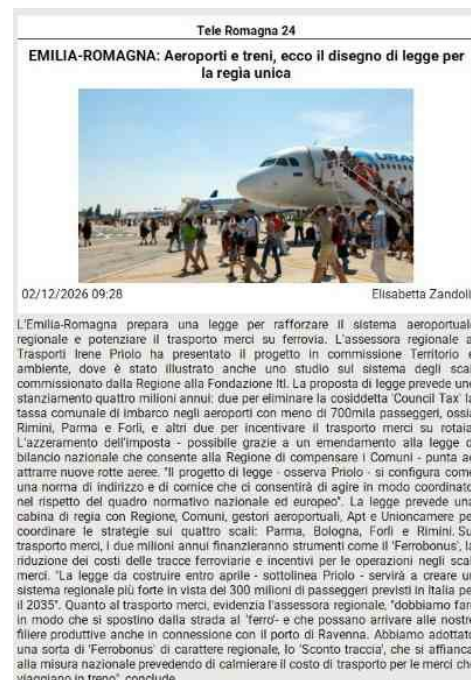 Tele Romagna 24
EMILIA-ROMAGNA: Aeroporti e treni, ecco il disegno di legge per
la regia unica
02/12/2026 09:28
Elisabetta Zandoli
L'Emilia-Romagna prepara una legge per rafforzare il sistema aeroportuale
regionale e potenziare il trasporto merci su ferrovia. L'assessora regionale a
Trasporti Irene Priolo ha presentato il progetto in commissione Territorio e
ambiente, dove è stato illustrato anche uno studio sul sistema degli scal
commissionato dalla Regione alla Fondazione Itl. La proposta di legge prevede uno
stanziamento quattro milioni annui: due per eliminare la cosiddetta 'Council Tax' la
tassa comunale di imbarco negli aeroporti con meno di 700mila passeggeri, ossia
Rimini, Parma e Forlì, e altri due per incentivare il trasporto merci su rotaia.
L'azzeramento dell'imposta - possibile grazie a un emendamento alla legge d
bilancio nazionale che consente alla Regione di compensare i Comuni - punta ad
attrarre nuove rotte aeree. "Il progetto di legge - osserva Priolo - si configura come
una norma di indirizzo e di cornice che ci consentirà di agire in modo coordinato
nel rispetto del quadro normativo nazionale ed europeo". La legge prevede una
cabina di regia con Regione, Comuni, gestori aeroportuali, Apt e Unioncamere per
coordinare le strategie sui quattro scali: Parma, Bologna, Forlì e Rimini. Sul
trasporto merci, i due milioni annui finanzieranno strumenti come il 'Ferrobonus', la
riduzione dei costi delle tracce ferroviarie e incentivi per le operazioni negli scali
merci. "La legge da costruire entro aprile - sottolinea Priolo - servirà a creare un
sistema regionale più forte in vista dei 300 milioni di passeggeri previsti in Italia per
il 2035". Quanto al trasporto merci, evidenzia l'assessora regionale, "dobbiamo fare
in modo che si spostino dalla strada al 'ferro'- e che possano arrivare alle nostre
filiere produttive anche in connessione con il porto di Ravenna. Abbiamo adottato
una sorta di 'Ferrobonus' di carattere regionale, lo 'Sconto traccia', che si affianca
alla misura nazionale prevedendo di calmierare il costo di trasporto per le merci che
viaggiano in treno", conclude.